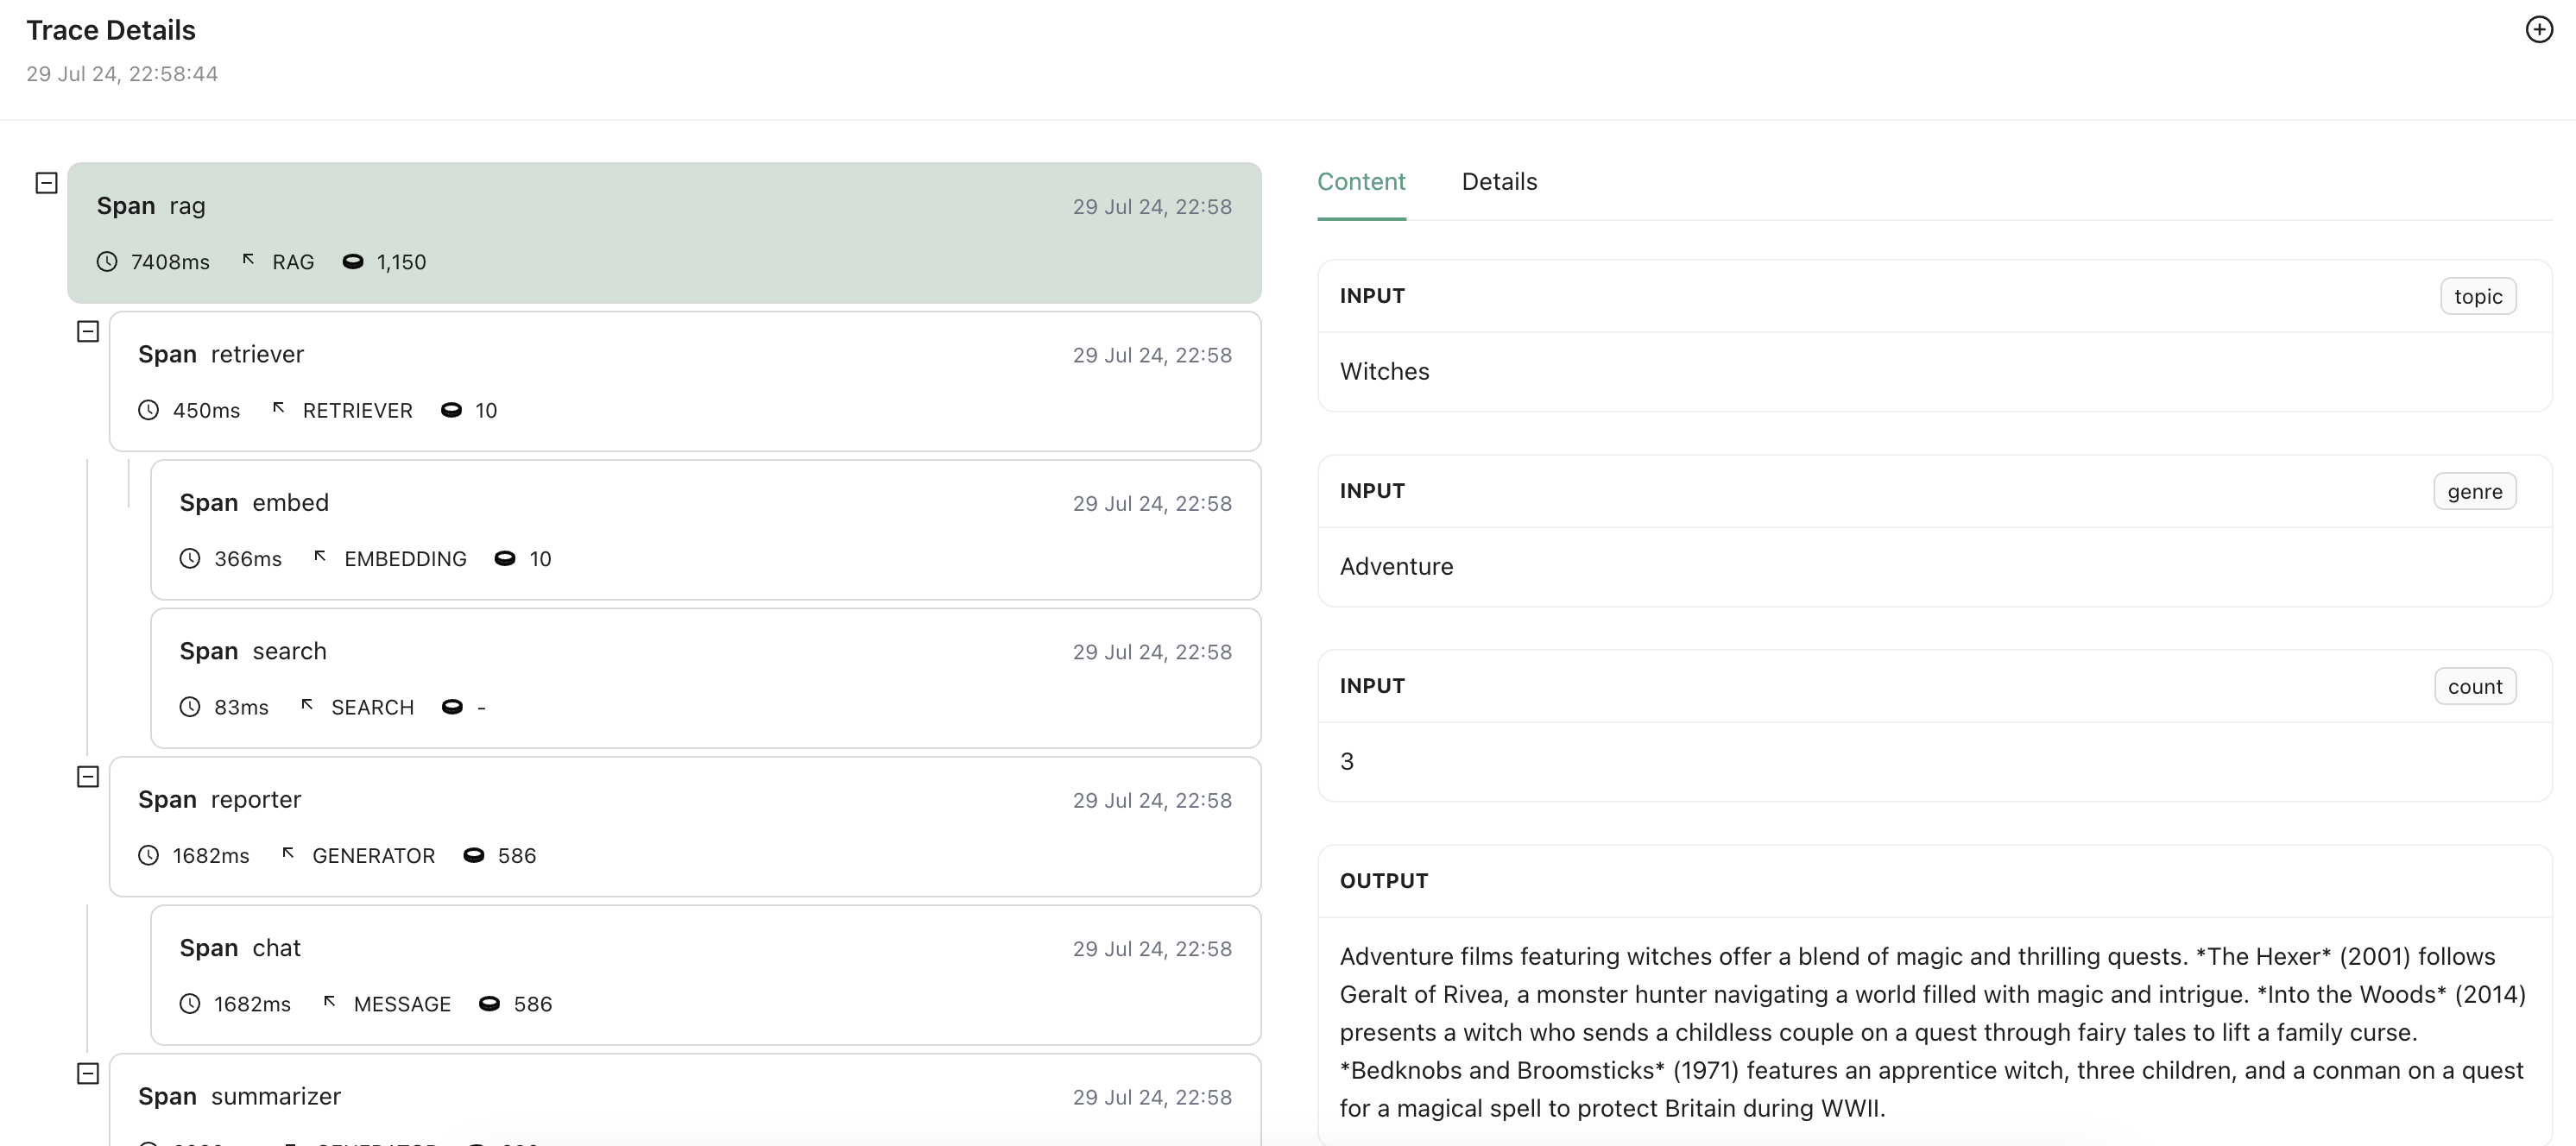 Trace Details
29 Jul 24, 22:58:44
Span rag 29 Jul 24, 22:58
7408ms RAG 1,150
Span retriever 29 Jul 24, 22:58
450ms RETRIEVER 10
Span embed 29 Jul 24, 22:58
366ms EMBEDDING 10
Span search 29 Jul 24, 22:58
83ms SEARCH -
Span reporter 29 Jul 24, 22:58
1682ms GENERATOR 586
Span chat 29 Jul 24, 22:58
1682ms MESSAGE 586
Span summarizer 29 Jul 24, 22:58
Content Details
INPUT topic
Witches
INPUT genre
Adventure
INPUT count
3
OUTPUT
Adventure films featuring witches offer a blend of magic and thrilling quests. *The Hexer* (2001) follows
Geralt of Rivea, a monster hunter navigating a world filled with magic and intrigue. *Into the Woods* (2014)
presents a witch who sends a childless couple on a quest through fairy tales to lift a family curse.
*Bedknobs and Broomsticks* (1971) features an apprentice witch, three children, and a conman on a quest
for a magical spell to protect Britain during WWII.